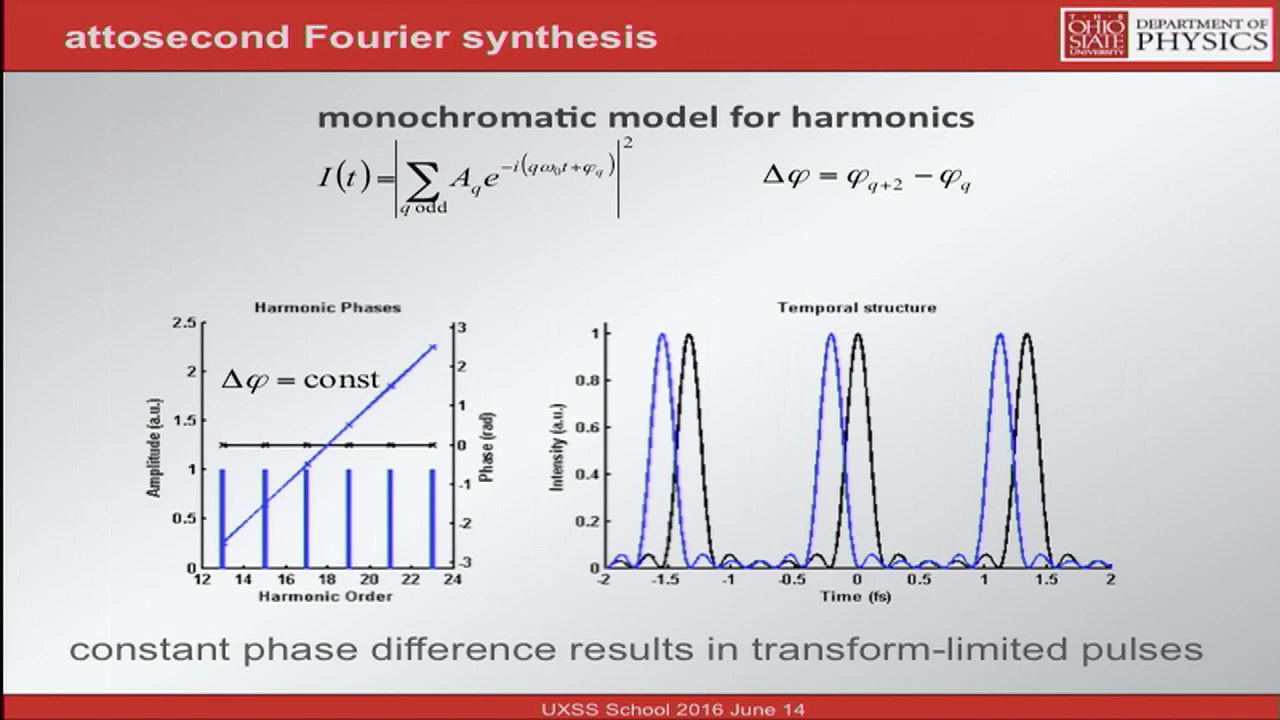 attosecond Fourier synthesis
T · H · E
OHIO
STATE
UNIVERSITY
DEPARTMENT OF
PHYSICS
monochromatic model for harmonics
I(t) = |∑_{q odd} A_q e^{-i(qω₀t+φ_q)}|²
Δφ = φ_{q+2} − φ_q
Harmonic Phases
Δφ = const
Amplitude (a.u.)
2.5
2
1.5
1
0.5
0
3
2
1
0
-1
-2
-3
Phase (rad)
12 14 16 18 20 22 24
Harmonic Order
Temporal structure
Intensity (a.u.)
1
0.8
0.6
0.4
0.2
0
-2 -1.5 -1 -0.5 0 0.5 1 1.5 2
Time (fs)
constant phase difference results in transform-limited pulses
UXSS School 2016 June 14